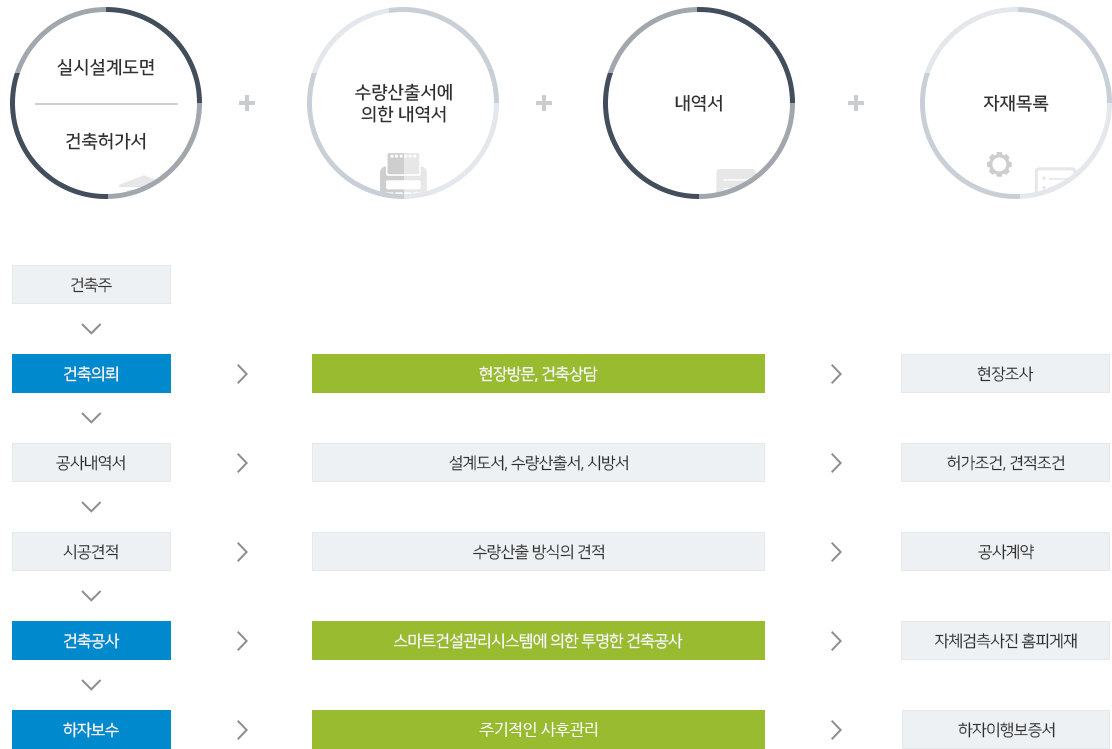 실시설계도면
건축허가서
수량산출서에
의한 내역서
내역서
자재목록
건축주
건축의뢰
현장방문, 건축상담
현장조사
공사내역서
설계도서, 수량산출서, 시방서
허가조건, 견적조건
시공견적
수량산출 방식의 견적
공사계약
건축공사
스마트건설관리시스템에 의한 투명한 건축공사
자체검측사진 홈피게재
하자보수
주기적인 사후관리
하자이행보증서